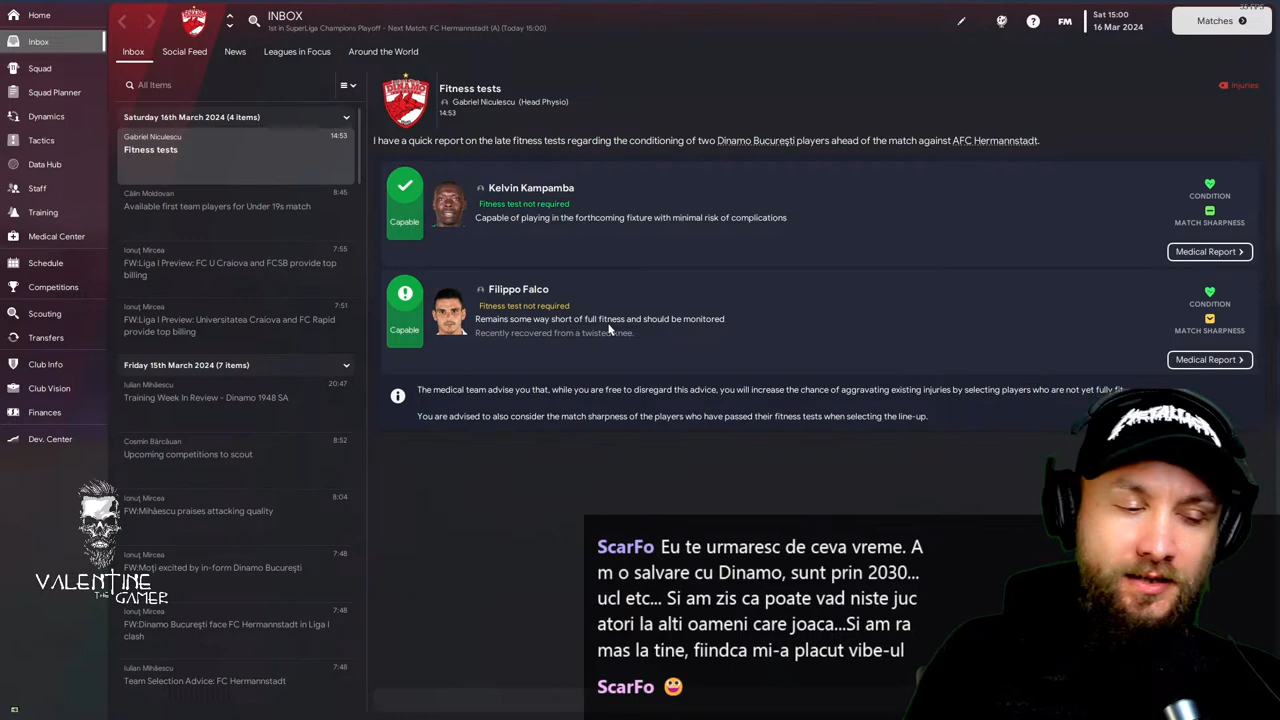 Home
Inbox
Squad
Squad Planner
Dynamics
Tactics
Data Hub
Staff
Training
Medical Center
Schedule
Competitions
Scouting
Transfers
Club Info
Club Vision
Finances
Dev. Center
VALENTINE
THE GAMER
INBOX
1st in SuperLiga Champions Playoff - Next Match: FC Hermannstadt (A) (Today 15:00)
FM
Sat 15:00
16 Mar 2024
35 FPS
Matches
Inbox
Social Feed
News
Leagues in Focus
Around the World
All Items
Saturday 16th March 2024 (4 items)
Gabriel Niculescu 14:53
Fitness tests
Călin Moldovan 8:45
Available first team players for Under 19s match
Ionuț Mircea 7:55
FW:Liga I Preview: FC U Craiova and FCSB provide top
billing
Ionuț Mircea 7:51
FW:Liga I Preview: Universitatea Craiova and FC Rapid
provide top billing
Friday 15th March 2024 (7 items)
Iulian Mihăescu 20:47
Training Week In Review - Dinamo 1948 SA
Cosmin Bărcăuan 8:52
Upcoming competitions to scout
Ionuț Mircea 8:04
FW:Mihăescu praises attacking quality
Ionuț Mircea 7:48
FW:Moți excited by in-form Dinamo București
Ionuț Mircea 7:48
FW:Dinamo București face FC Hermannstadt in Liga I
clash
Iulian Mihăescu 7:48
Team Selection Advice: FC Hermannstadt
DINAMO
Fitness tests
Gabriel Niculescu (Head Physio)
14:53
Injuries
I have a quick report on the late fitness tests regarding the conditioning of two Dinamo București players ahead of the match against AFC Hermannstadt.
Capable
Kelvin Kampamba
Fitness test not required
Capable of playing in the forthcoming fixture with minimal risk of complications
CONDITION
MATCH SHARPNESS
Medical Report
Capable
Filippo Falco
Fitness test not required
Remains some way short of full fitness and should be monitored
Recently recovered from a twisted knee.
CONDITION
MATCH SHARPNESS
Medical Report
The medical team advise you that, while you are free to disregard this advice, you will increase the chance of aggravating existing injuries by selecting players who are not yet fully
You are advised to also consider the match sharpness of the players who have passed their fitness tests when selecting the line-up.
METALLICA
ScarFo Eu te urmaresc de ceva vreme. A
m o salvare cu Dinamo, sunt prin 2030...
ucl etc... Si am zis ca poate vad niste juc
atori la alti oameni care joaca...Si am ra
mas la tine, fiindca mi-a placut vibe-ul
ScarFo